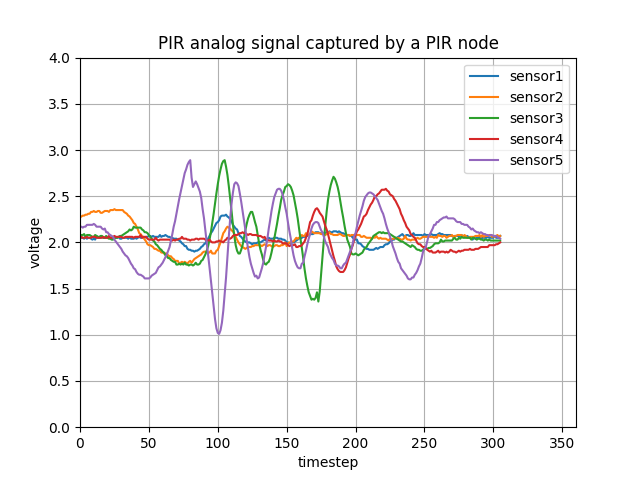 PIR analog signal captured by a PIR node
4.0
3.5
3.0
2.5
2.0
1.5
1.0
0.5
0.0
voltage
sensor1
sensor2
sensor3
sensor4
sensor5
0 50 100 150 200 250 300 350
timestep